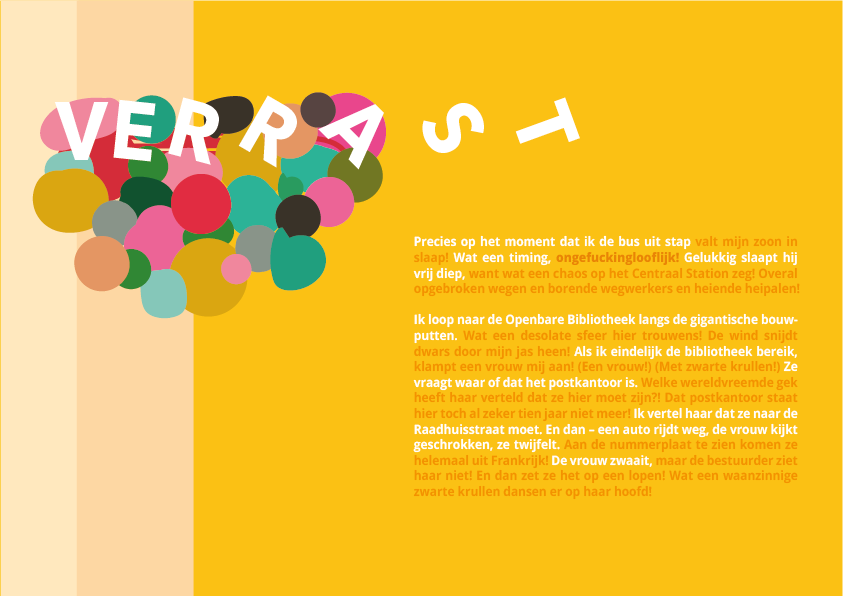 VERRAST
Precies op het moment dat ik de bus uit stap valt mijn zoon in
slaap! Wat een timing, ongefuckinglooflijk! Gelukkig slaapt hij
vrij diep, want wat een chaos op het Centraal Station zeg! Overal
opgebroken wegen en borende wegwerkers en heiende heipalen!
Ik loop naar de Openbare Bibliotheek langs de gigantische bouw-
putten. Wat een desolate sfeer hier trouwens! De wind snijdt
dwars door mijn jas heen! Als ik eindelijk de bibliotheek bereik,
klampt een vrouw mij aan! (Een vrouw!) (Met zwarte krullen!) Ze
vraagt waar of dat het postkantoor is. Welke wereldvreemde gek
heeft haar verteld dat ze hier moet zijn?! Dat postkantoor staat
hier toch al zeker tien jaar niet meer! Ik vertel haar dat ze naar de
Raadhuisstraat moet. En dan – een auto rijdt weg, de vrouw kijkt
geschrokken, ze twijfelt. Aan de nummerplaat te zien komen ze
helemaal uit Frankrijk! De vrouw zwaait, maar de bestuurder ziet
haar niet! En dan zet ze het op een lopen! Wat een waanzinnige
zwarte krullen dansen er op haar hoofd!